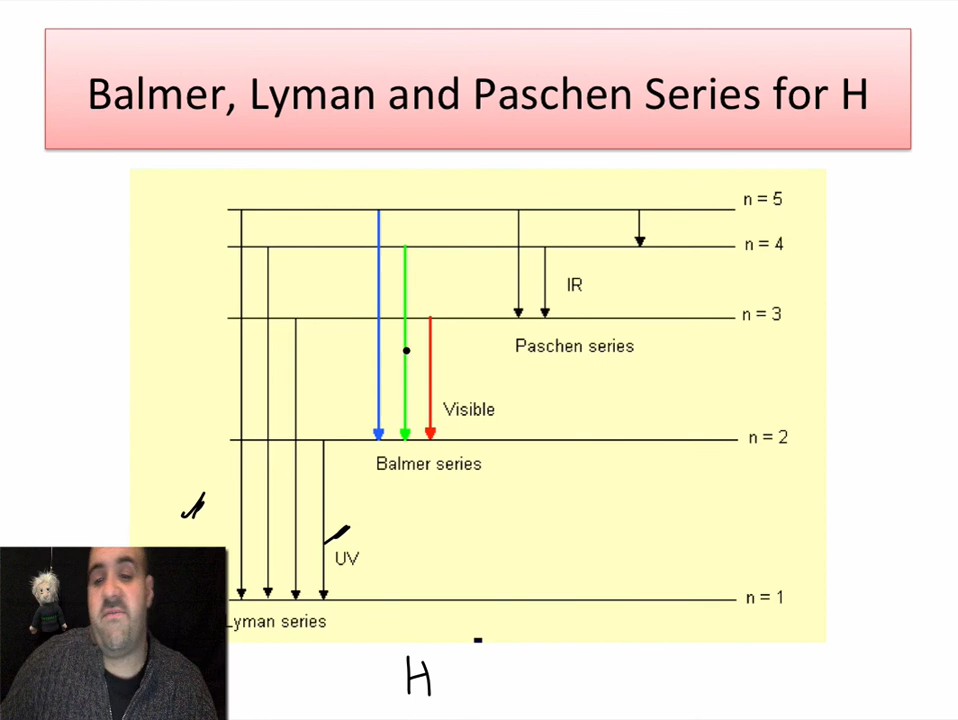 Balmer, Lyman and Paschen Series for H
n = 5
n = 4
IR
n = 3
Paschen series
Visible
n = 2
Balmer series
UV
n = 1
Lyman series
H